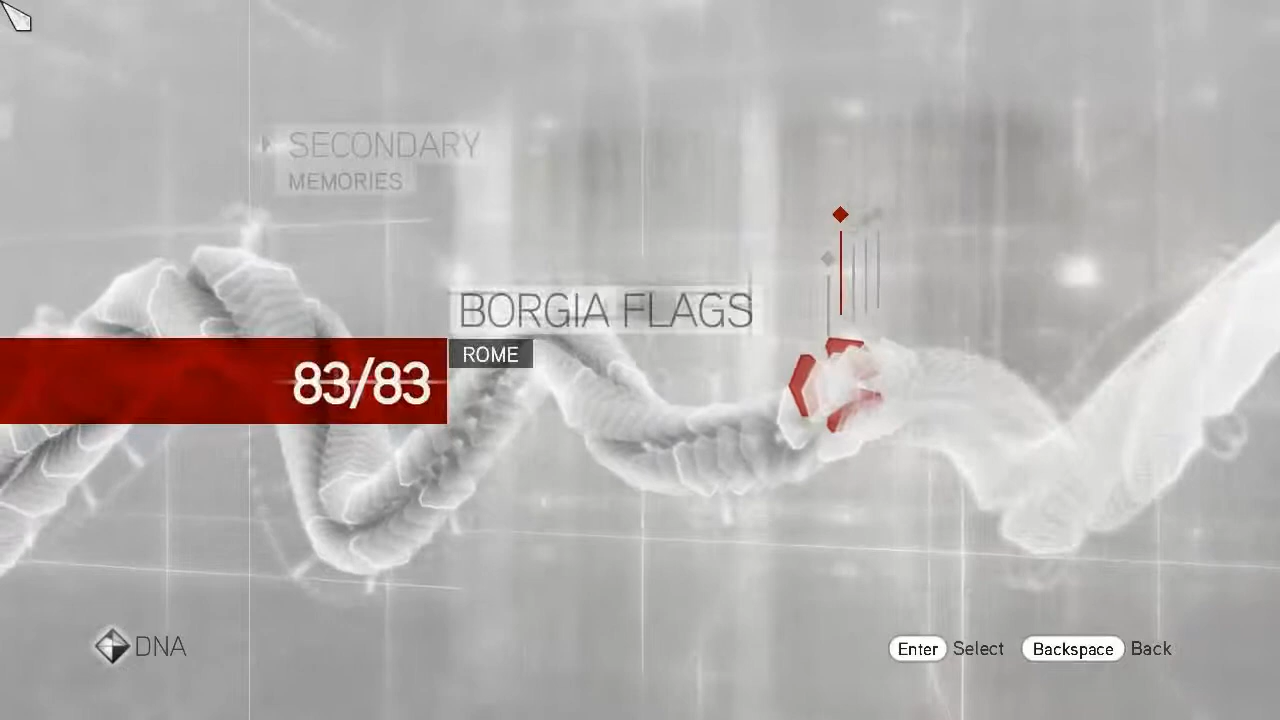 SECONDARY
MEMORIES
BORGIA FLAGS
ROME
83/83
DNA
Enter Select Backspace Back